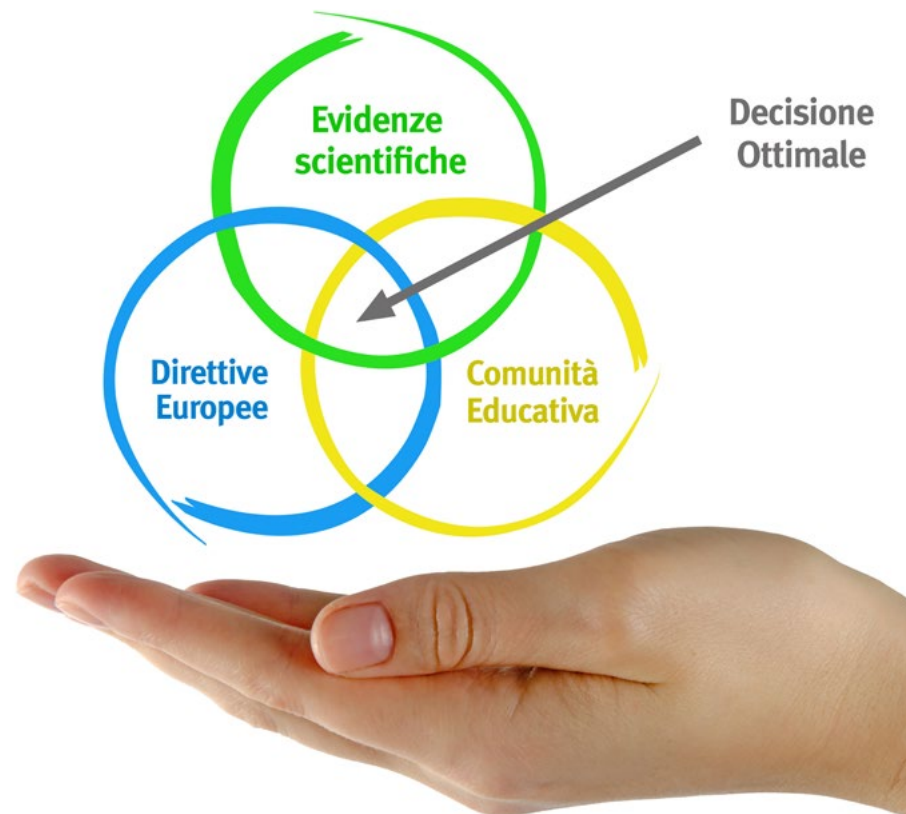 Evidenze
scientifiche
Decisione
Ottimale
Direttive
Europee
Comunità
Educativa